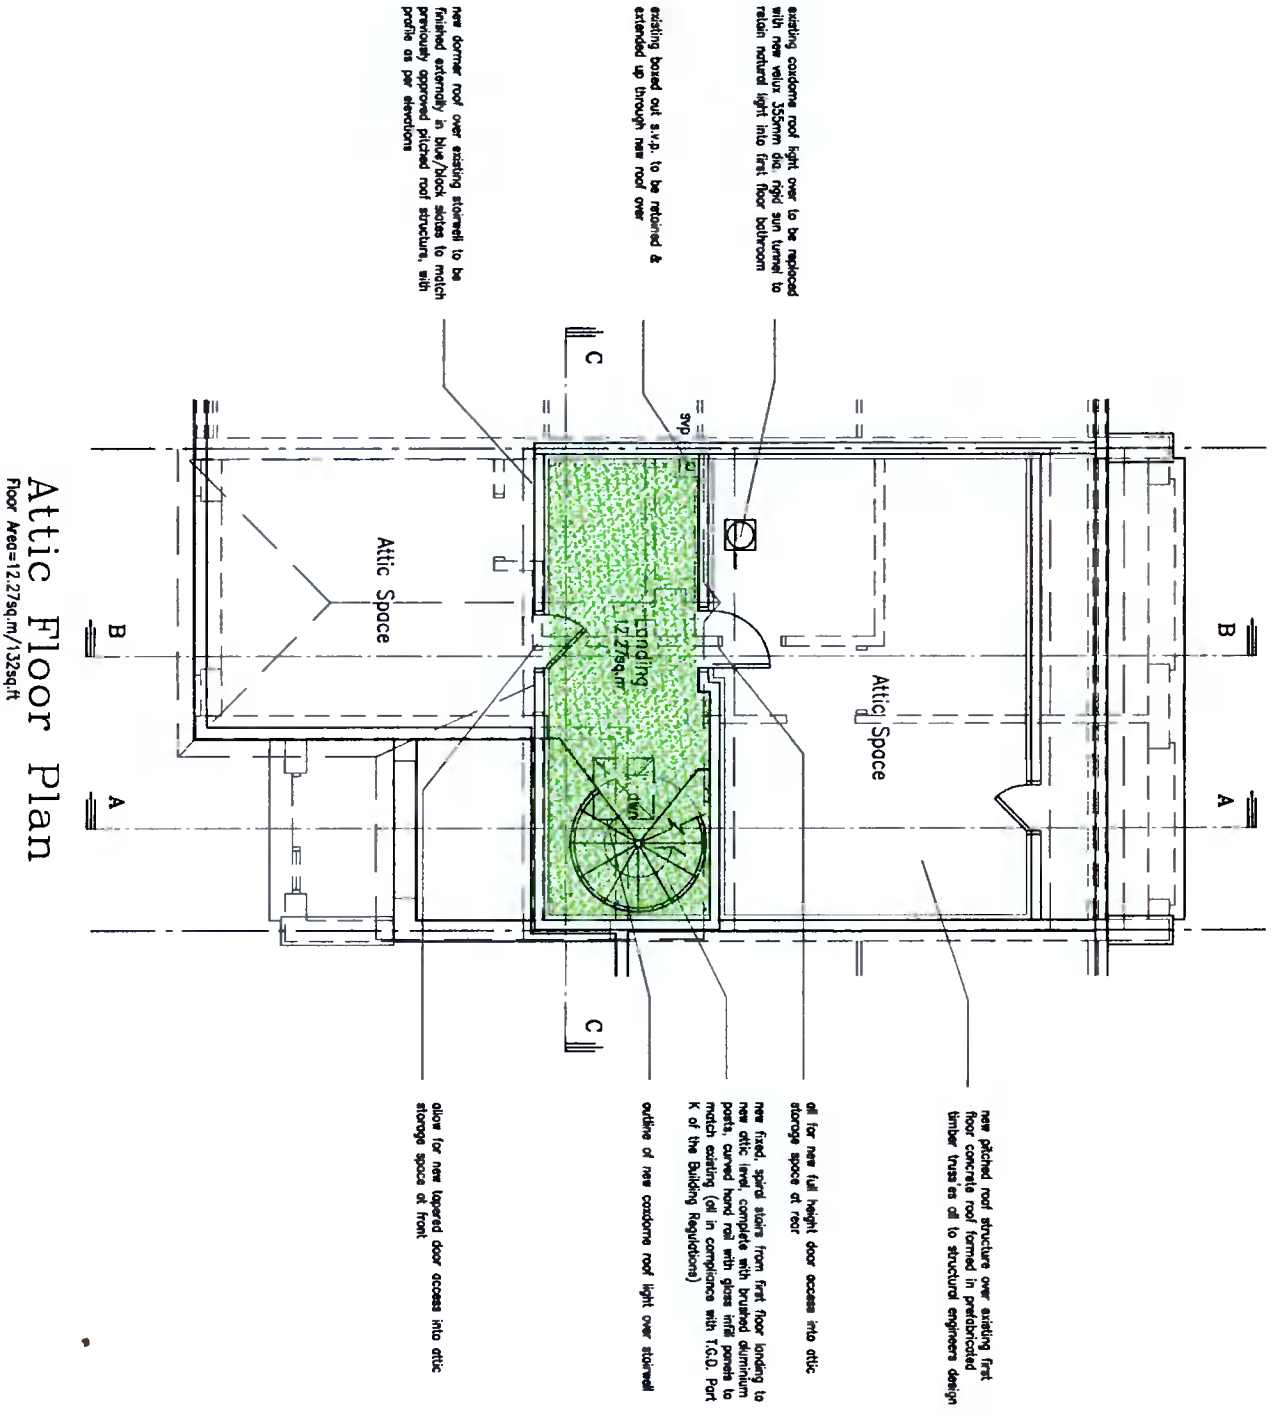 existing coxdome roof light over to be replaced
with new velux 355mm dia. rigid sun tunnel to
retain natural light into first floor bathroom
existing boxed out s.v.p. to be retained &
extended up through new roof over
new dormer roof over existing stairwell to be
finished externally in blue/black slates to match
previously approved pitched roof structure, with
profile as per elevations
C
svp
Attic Space
Landing
12.27sq.m
Attic Space
dwn
B
B
A
A
C
new pitched roof structure over existing first
floor concrete roof formed in prefabricated
timber truss'es all to structural engineers design
all for new full height door access into attic
storage space at rear
new fixed, spiral stairs from first floor landing to
new attic level, complete with brushed aluminium
posts, curved hand rail with glass infill panels to
match existing (all in compliance with T.G.D. Part
K of the Building Regulations)
outline of new coxdome roof light over stairwell
allow for new tapered door access into attic
storage space at front
Attic Floor Plan
Floor Area=12.27sq.m/132sq.ft